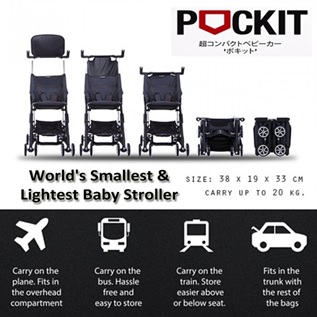 POCKIT
超コンパクトベビーカー
"ポキット"
World's Smallest &
Lightest Baby Stroller
SIZE: 38 X 19 X 33 CM
CARRY UP TO 20 KG.
Carry on the
plane. Fits in
the overhead
compartment
Carry on the
bus. Hassle
free and
easy to store
Carry on the
train. Store
easier above
or below seat.
Fits in the
trunk with the
rest of
the bags